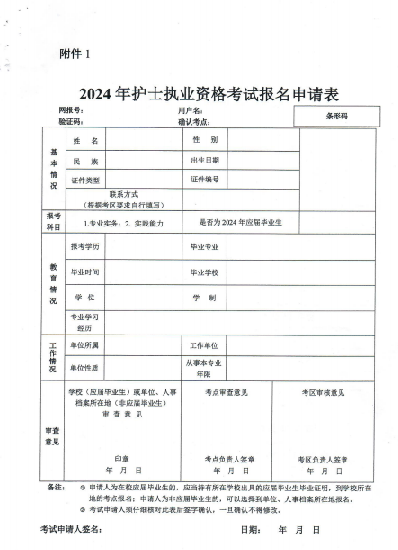 附件 1
2024 年护士执业资格考试报名申请表
网报号：
用户名：
验证码：
确认考点：
条形码
基本情况
姓 名
性 别
民 族
出生日期
证件类型
证件编号
联系方式
（根据考区要求自行填写）
报考科目
1.专业实务；2.实践能力
是否为 2024 年应届毕业生
教育情况
报考学历
毕业专业
毕业时间
毕业学校
学 位
学 制
专业学习
经历
工作情况
单位所属
工作单位
单位性质
从事本专业
年限
审查意见
学校（应届毕业生）或单位、人事
档案所在地（非应届毕业生）
审 查 意 见
印章
年 月 日
考点审查意见
考点负责人签章
年 月 日
考区审核意见
考区负责人签章
年 月 日
备注：
① 申请人为在校应届毕业生的，应当持有所在学校出具的应届毕业生毕业证明，到学校所在
地的考点报名；申请人为非应届毕业生的，可以选择到单位、人事档案所在地报名。
② 考试申请人须仔细核对此表后签字确认，一旦确认不得修改。
考试申请人签名：
日期： 年 月 日